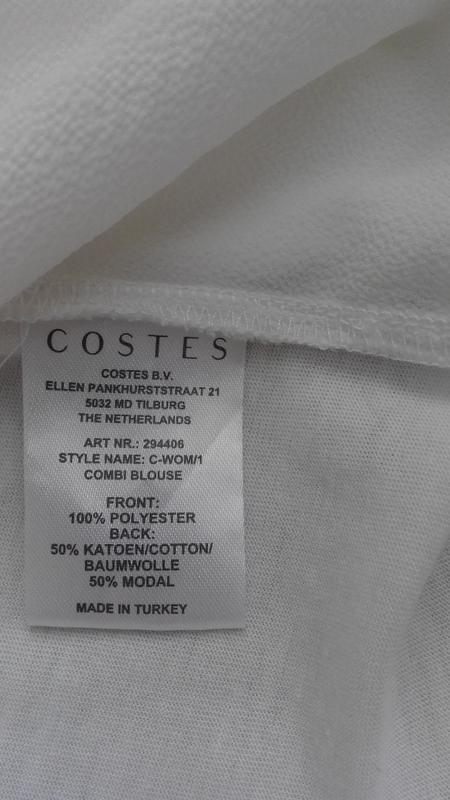 COSTES
COSTES B.V.
ELLEN PANKHURSTSTRAAT 21
5032 MD TILBURG
THE NETHERLANDS
ART NR.: 294406
STYLE NAME: C-WOM/1
COMBI BLOUSE
FRONT:
100% POLYESTER
BACK:
50% KATOEN/COTTON/
BAUMWOLLE
50% MODAL
MADE IN TURKEY